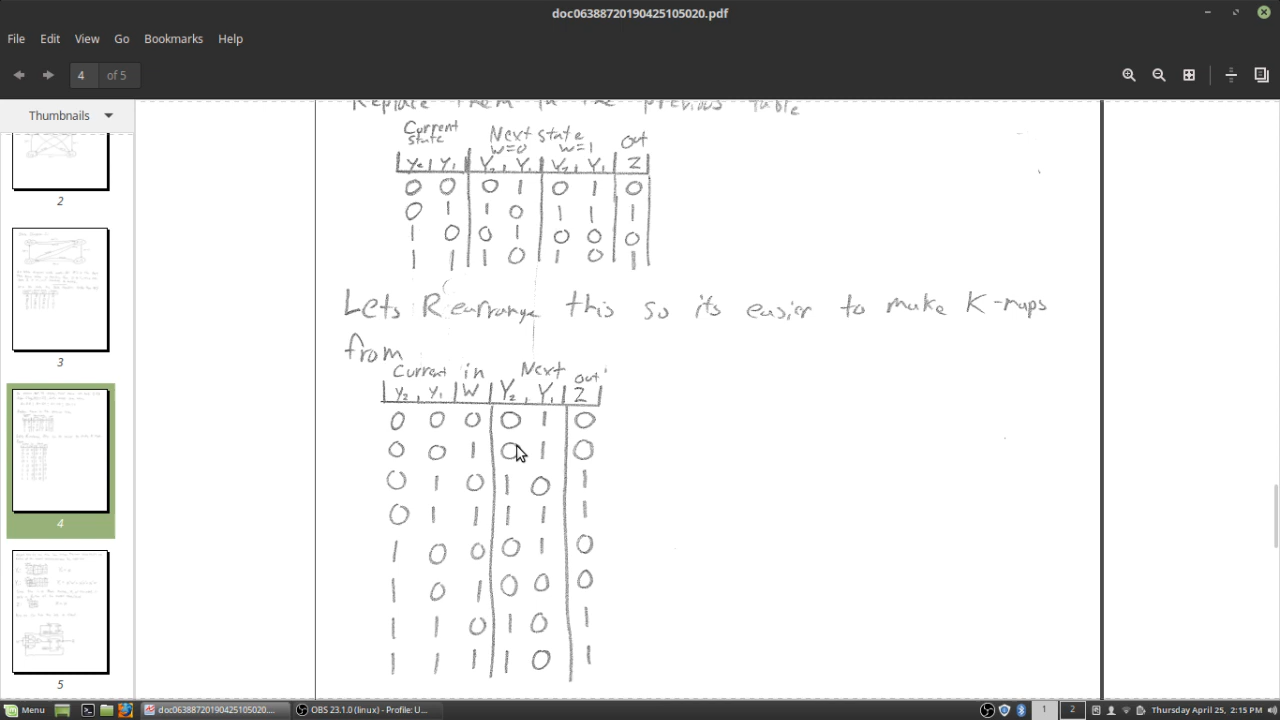 doc06388720190425105020.pdf
File Edit View Go Bookmarks Help
4 of 5
Thumbnails
2
3
4
5
Replace them in the previous table
Current state Next state Out
w=0 w=1
y2, y1 Y2, Y1 Y2, Y1 Z
0 0 0 1 0 1 0
0 1 1 0 1 1 1
1 0 0 1 0 0 0
1 1 1 0 1 0 1
Lets Rearrange this so its easier to make K-maps
from
Current in Next out
y2, y1 W Y2, Y1 Z
0 0 0 0 1 0
0 0 1 0 1 0
0 1 0 1 0 1
0 1 1 1 1 1
1 0 0 0 1 0
1 0 1 0 0 0
1 1 0 1 0 1
1 1 1 1 0 1
Menu doc063887201904251050... OBS 23.1.0 (linux) - Profile: U... 1 2 Thursday April 25, 2:15 PM